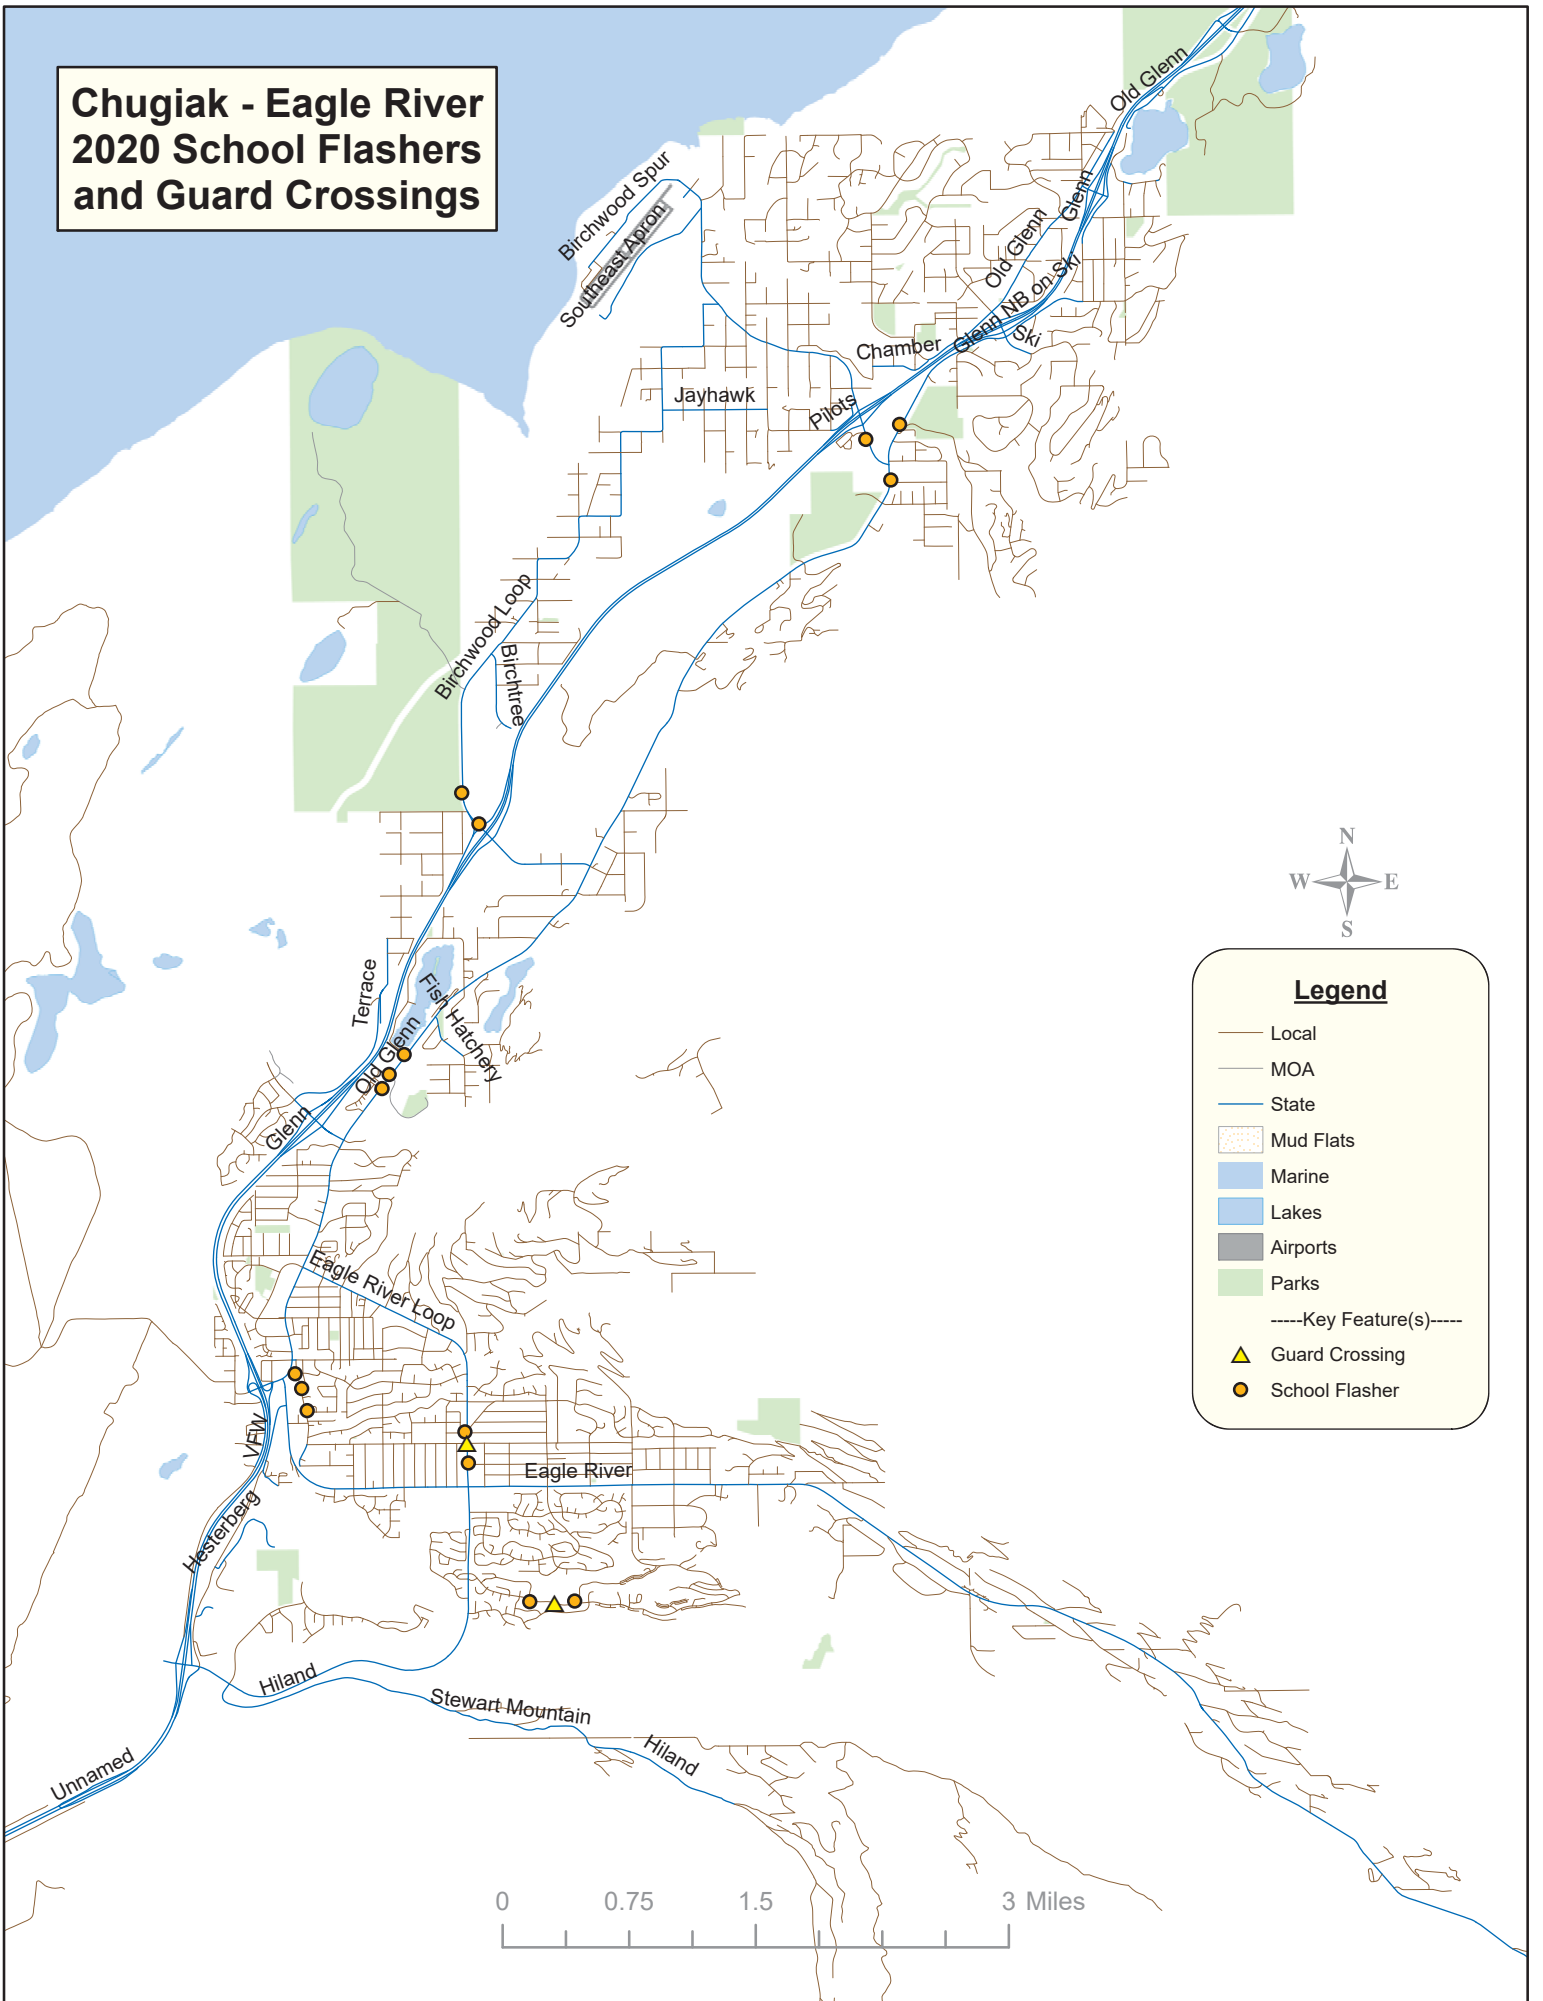 Chugiak - Eagle River
2020 School Flashers
and Guard Crossings
Old Glenn
Birchwood Spur
Southeast Apron
Glenn
Old Glenn
Glenn NB on Ski
Ski
Chamber
Jayhawk
Pilots
Birchwood Loop
Birchtree
N
W
E
S
Terrace
Fish Hatchery
Old Glenn
Glenn
Legend
Local
MOA
State
Mud Flats
Marine
Lakes
Airports
Parks
-----Key Feature(s)-----
Guard Crossing
School Flasher
Eagle River Loop
VFW
Eagle River
Hesterberg
Hiland
Stewart Mountain
Hiland
Unnamed
0 0.75 1.5 3 Miles